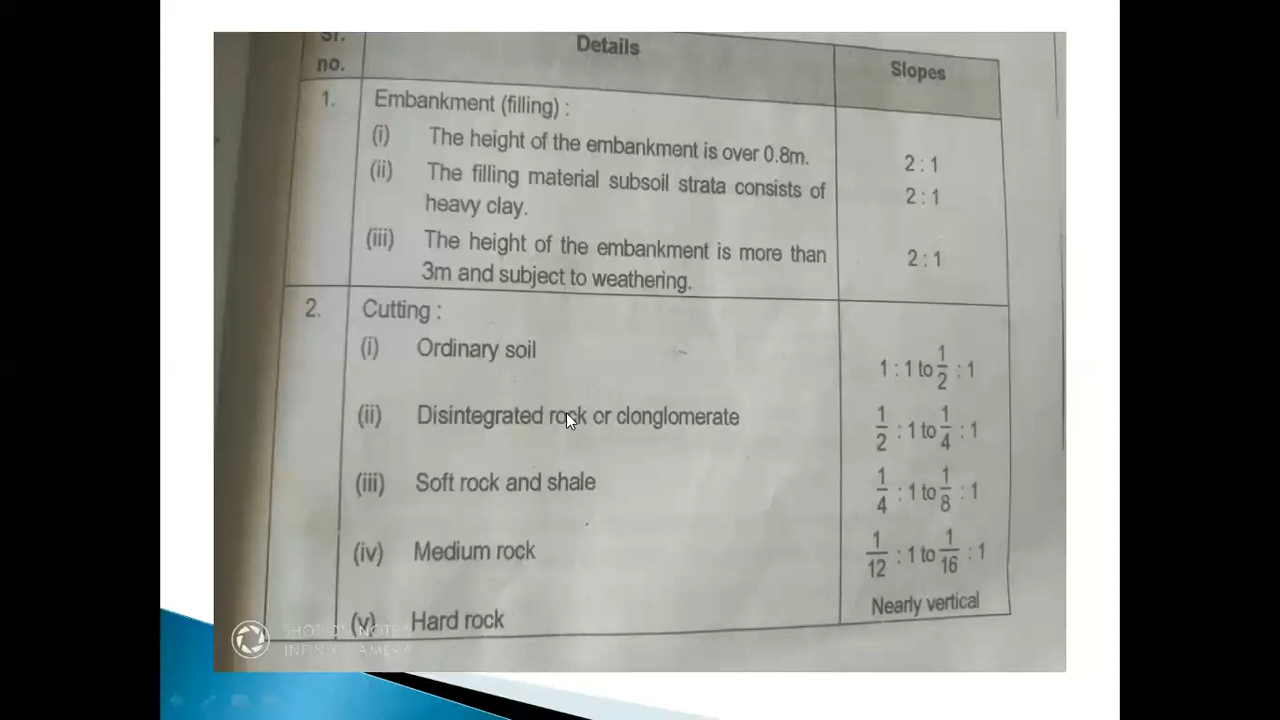 Sr. no. Details Slopes
1. Embankment (filling) :
(i) The height of the embankment is over 0.8m. 2 : 1
(ii) The filling material subsoil strata consists of 2 : 1
heavy clay.
(iii) The height of the embankment is more than 2 : 1
3m and subject to weathering.
2. Cutting :
(i) Ordinary soil 1 : 1 to 1/2 : 1
(ii) Disintegrated rock or clonglomerate 1/2 : 1 to 1/4 : 1
(iii) Soft rock and shale 1/4 : 1 to 1/8 : 1
(iv) Medium rock 1/12 : 1 to 1/16 : 1
(v) Hard rock Nearly vertical